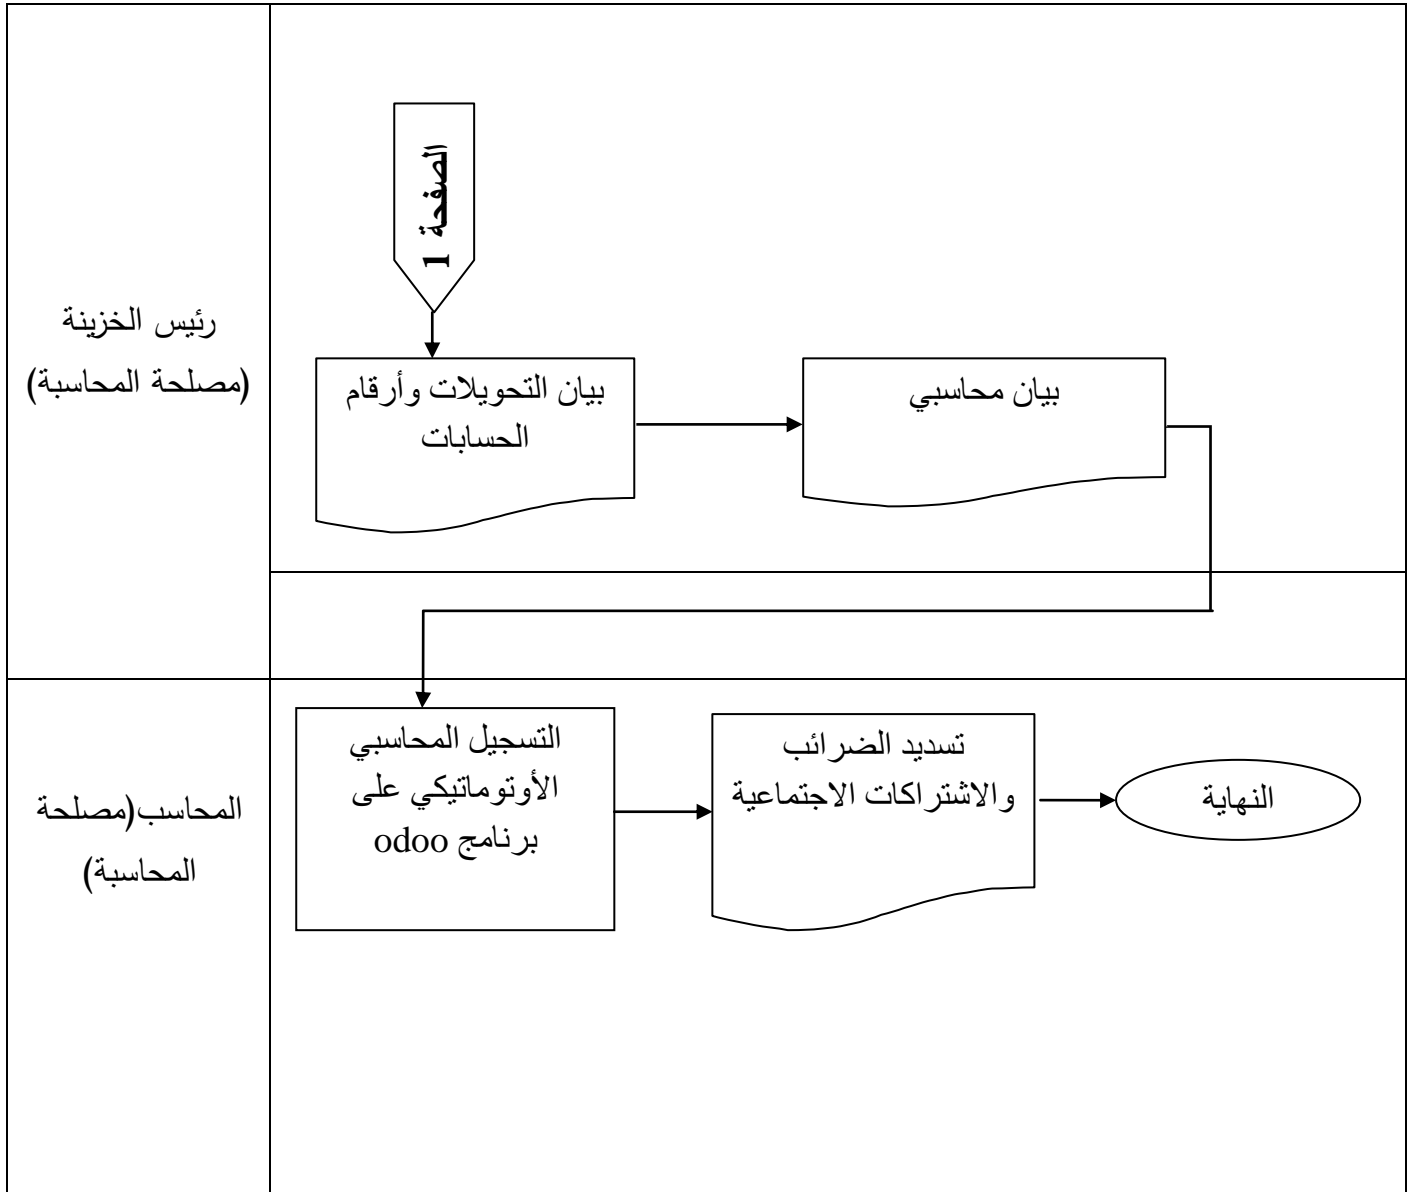 الصفحة 1
رئيس الخزينة
(مصلحة المحاسبة)
بيان التحويلات وأرقام
الحسابات
بيان محاسبي
المحاسب(مصلحة
المحاسبة)
التسجيل المحاسبي
الأوتوماتيكي على
برنامج odoo
تسديد الضرائب
والاشتراكات الاجتماعية
النهاية